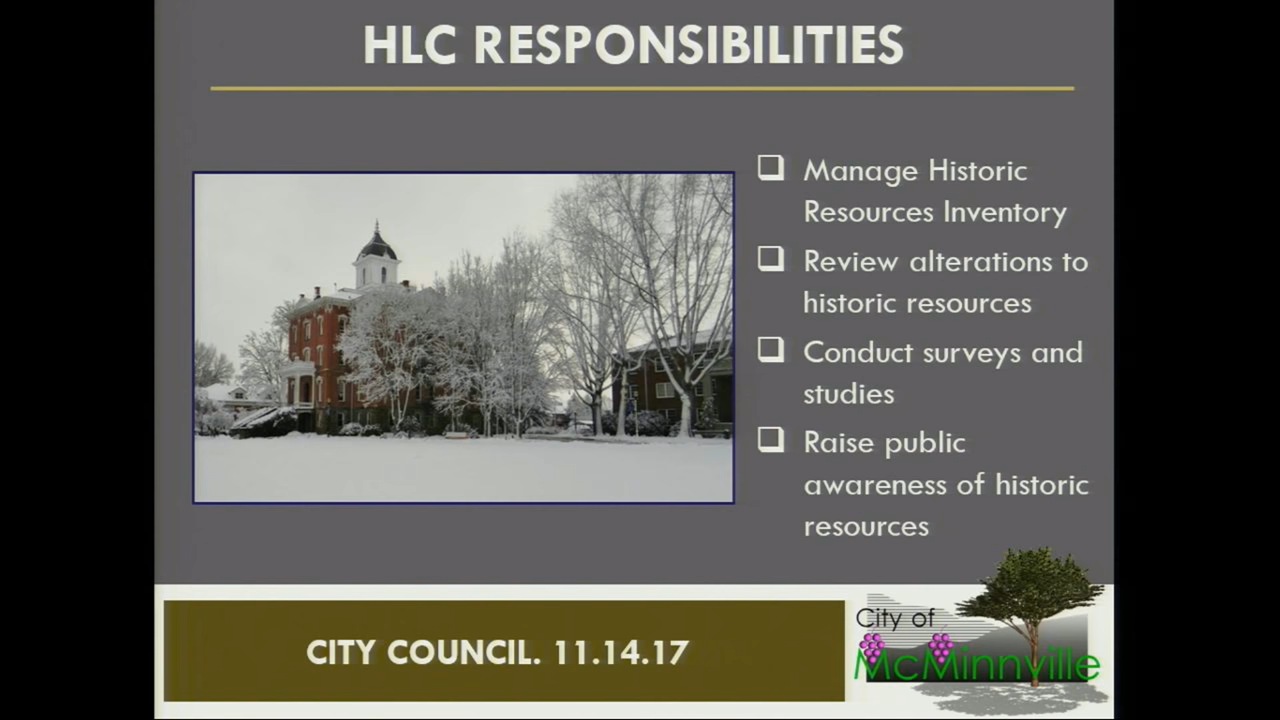 HLC RESPONSIBILITIES
Manage Historic
Resources Inventory
Review alterations to
historic resources
Conduct surveys and
studies
Raise public
awareness of historic
resources
CITY COUNCIL. 11.14.17
City of
McMinnville